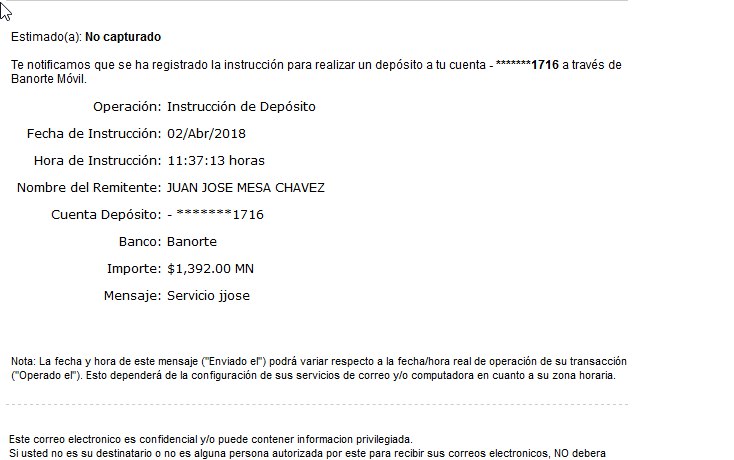 Estimado(a): No capturado
Te notificamos que se ha registrado la instrucción para realizar un depósito a tu cuenta - *******1716 a través de
Banorte Móvil.
Operación: Instrucción de Depósito
Fecha de Instrucción: 02/Abr/2018
Hora de Instrucción: 11:37:13 horas
Nombre del Remitente: JUAN JOSE MESA CHAVEZ
Cuenta Depósito: - *******1716
Banco: Banorte
Importe: $1,392.00 MN
Mensaje: Servicio jjose
Nota: La fecha y hora de este mensaje ("Enviado el") podrá variar respecto a la fecha/hora real de operación de su transacción
("Operado el"). Esto dependerá de la configuración de sus servicios de correo y/o computadora en cuanto a su zona horaria.
Este correo electronico es confidencial y/o puede contener informacion privilegiada.
Si usted no es su destinatario o no es alguna persona autorizada por este para recibir sus correos electronicos, NO debera